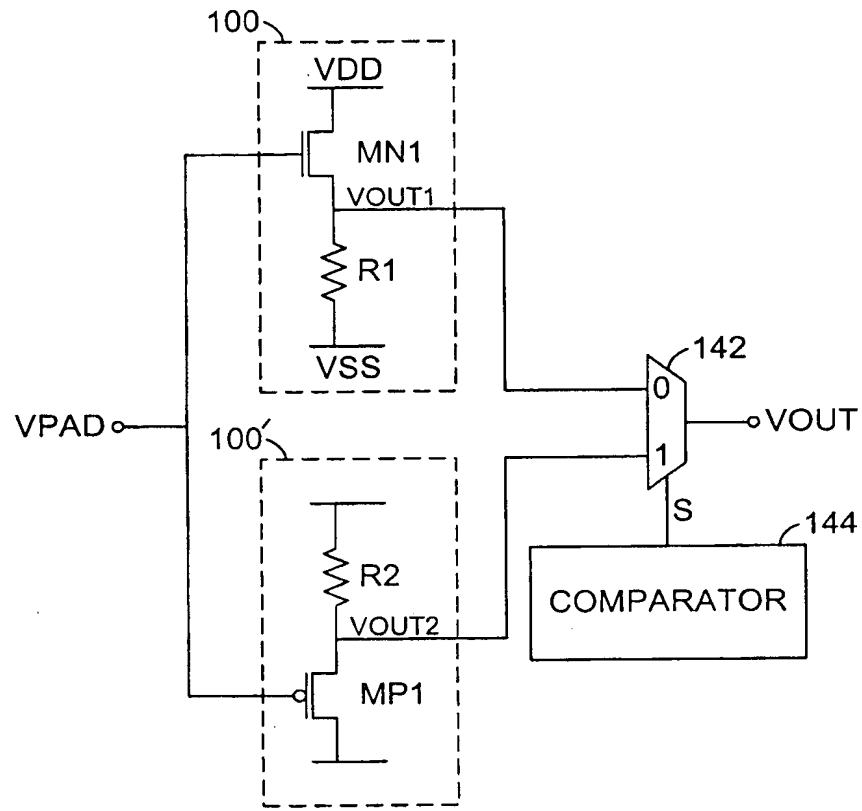 100
VDD
MN1
VOUT1
R1
VSS
142
0
VPAD
VOUT
100′
1
S
144
R2
COMPARATOR
VOUT2
MP1